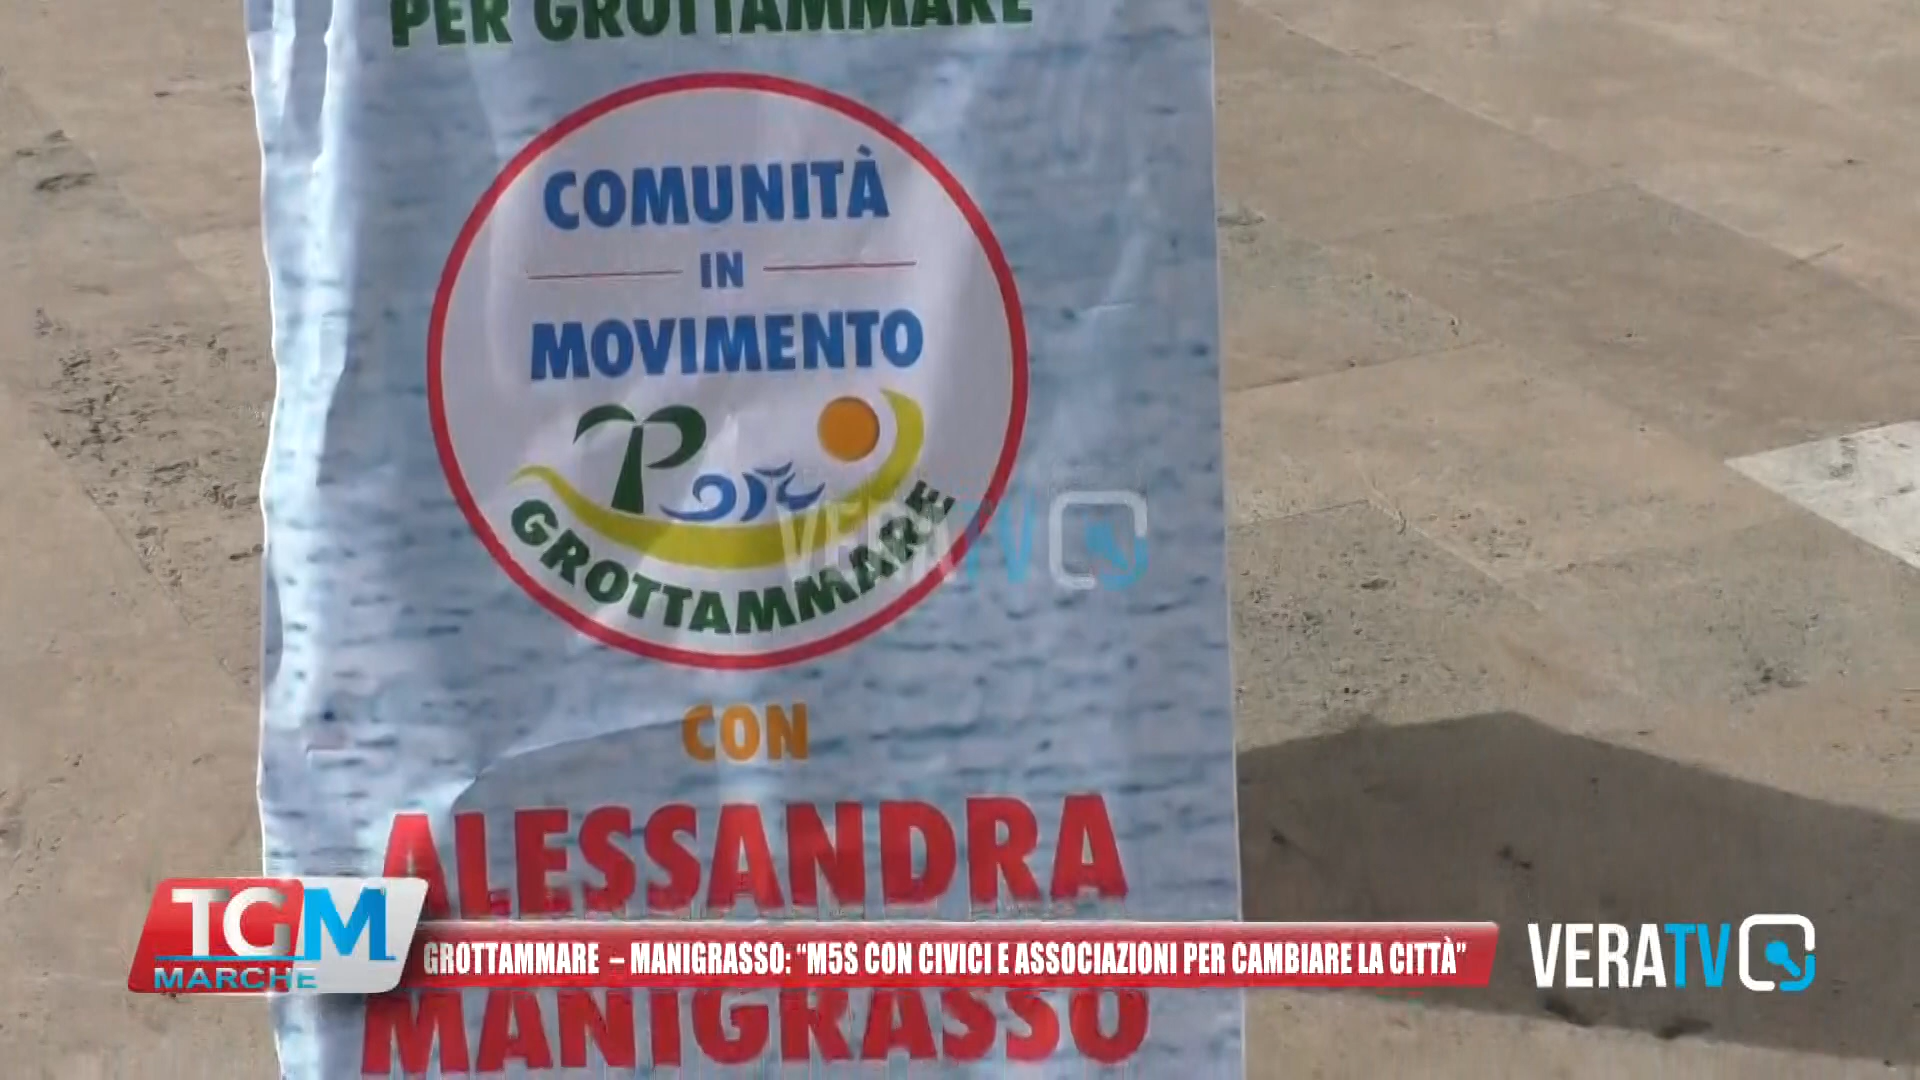 PER GROTTAMMARE
COMUNITÀ
IN
MOVIMENTO
GROTTAMMARE
VERATV
CON
ALESSANDRA
MANIGRASSO
TGM
MARCHE
GROTTAMMARE – MANIGRASSO: “M5S CON CIVICI E ASSOCIAZIONI PER CAMBIARE LA CITTÀ”
VERATV